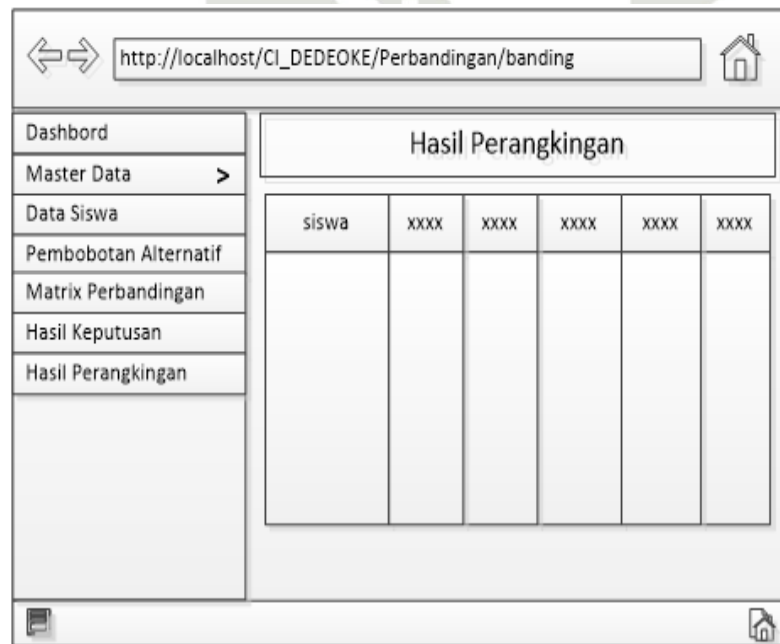 http://localhost/CI_DEDEOKE/Perbandingan/banding
Dashbord
Master Data >
Data Siswa
Pembobotan Alternatif
Matrix Perbandingan
Hasil Keputusan
Hasil Perangkingan
Hasil Perangkingan
siswa xxxx xxxx xxxx xxxx xxxx